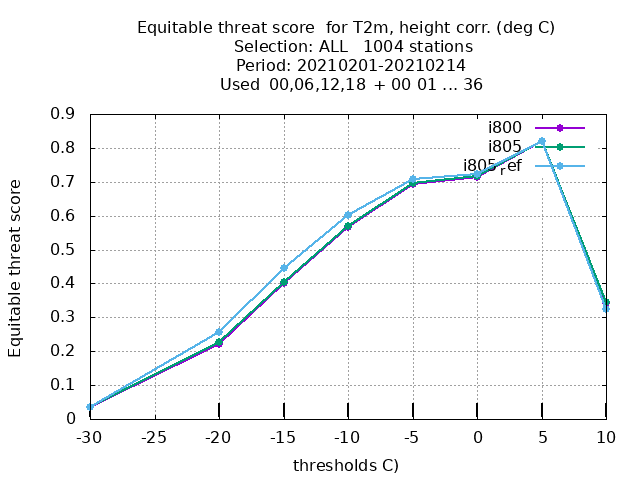 Equitable threat score  for T2m, height corr. (deg C)
Selection: ALL   1004 stations
Period: 20210201-20210214
Used  00,06,12,18  + 00 01 ... 36
Equitable threat score
0.9
0.8
0.7
0.6
0.5
0.4
0.3
0.2
0.1
0
i800
i805
i805ref
-30
-25
-20
-15
-10
-5
0
5
10
thresholds C)